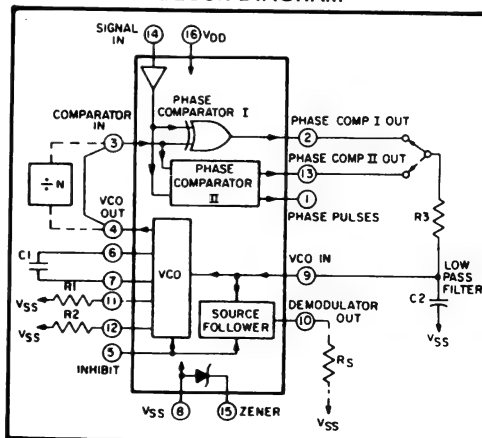 SIGNAL IN
14
16
VDD
PHASE COMPARATOR I
COMPARATOR IN
3
2
PHASE COMP I OUT
PHASE COMPARATOR II
13
PHASE COMP II OUT
1
PHASE PULSES
÷N
VCO OUT
4
R3
C1
6
7
VCO
VCO IN
9
LOW PASS FILTER
R1
VSS
11
R2
VSS
12
SOURCE FOLLOWER
DEMODULATOR OUT
10
C2
VSS
5
INHIBIT
RS
VSS
VSS
8
15
ZENER